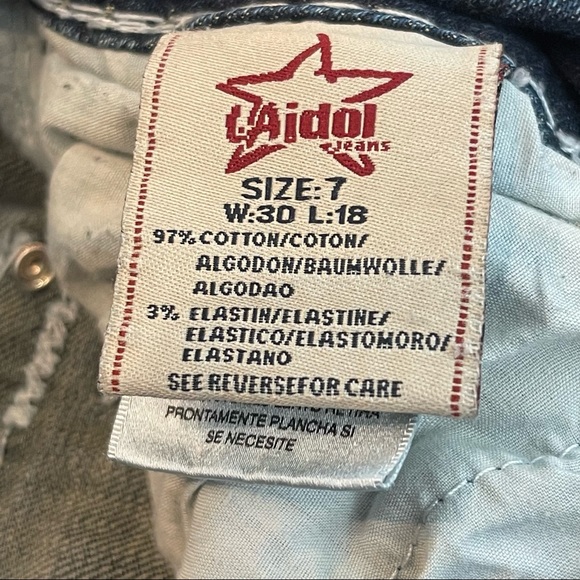 L.A idol
Jeans
SIZE: 7
W:30 L:18
97% COTTON/COTON/
ALGODON/BAUMWOLLE/
ALGODAO
3% ELASTIN/ELASTINE/
ELASTICO/ELASTOMORO/
ELASTANO
SEE REVERSEFOR CARE
PRONTAMENTE PLANCHA SI
SE NECESITE